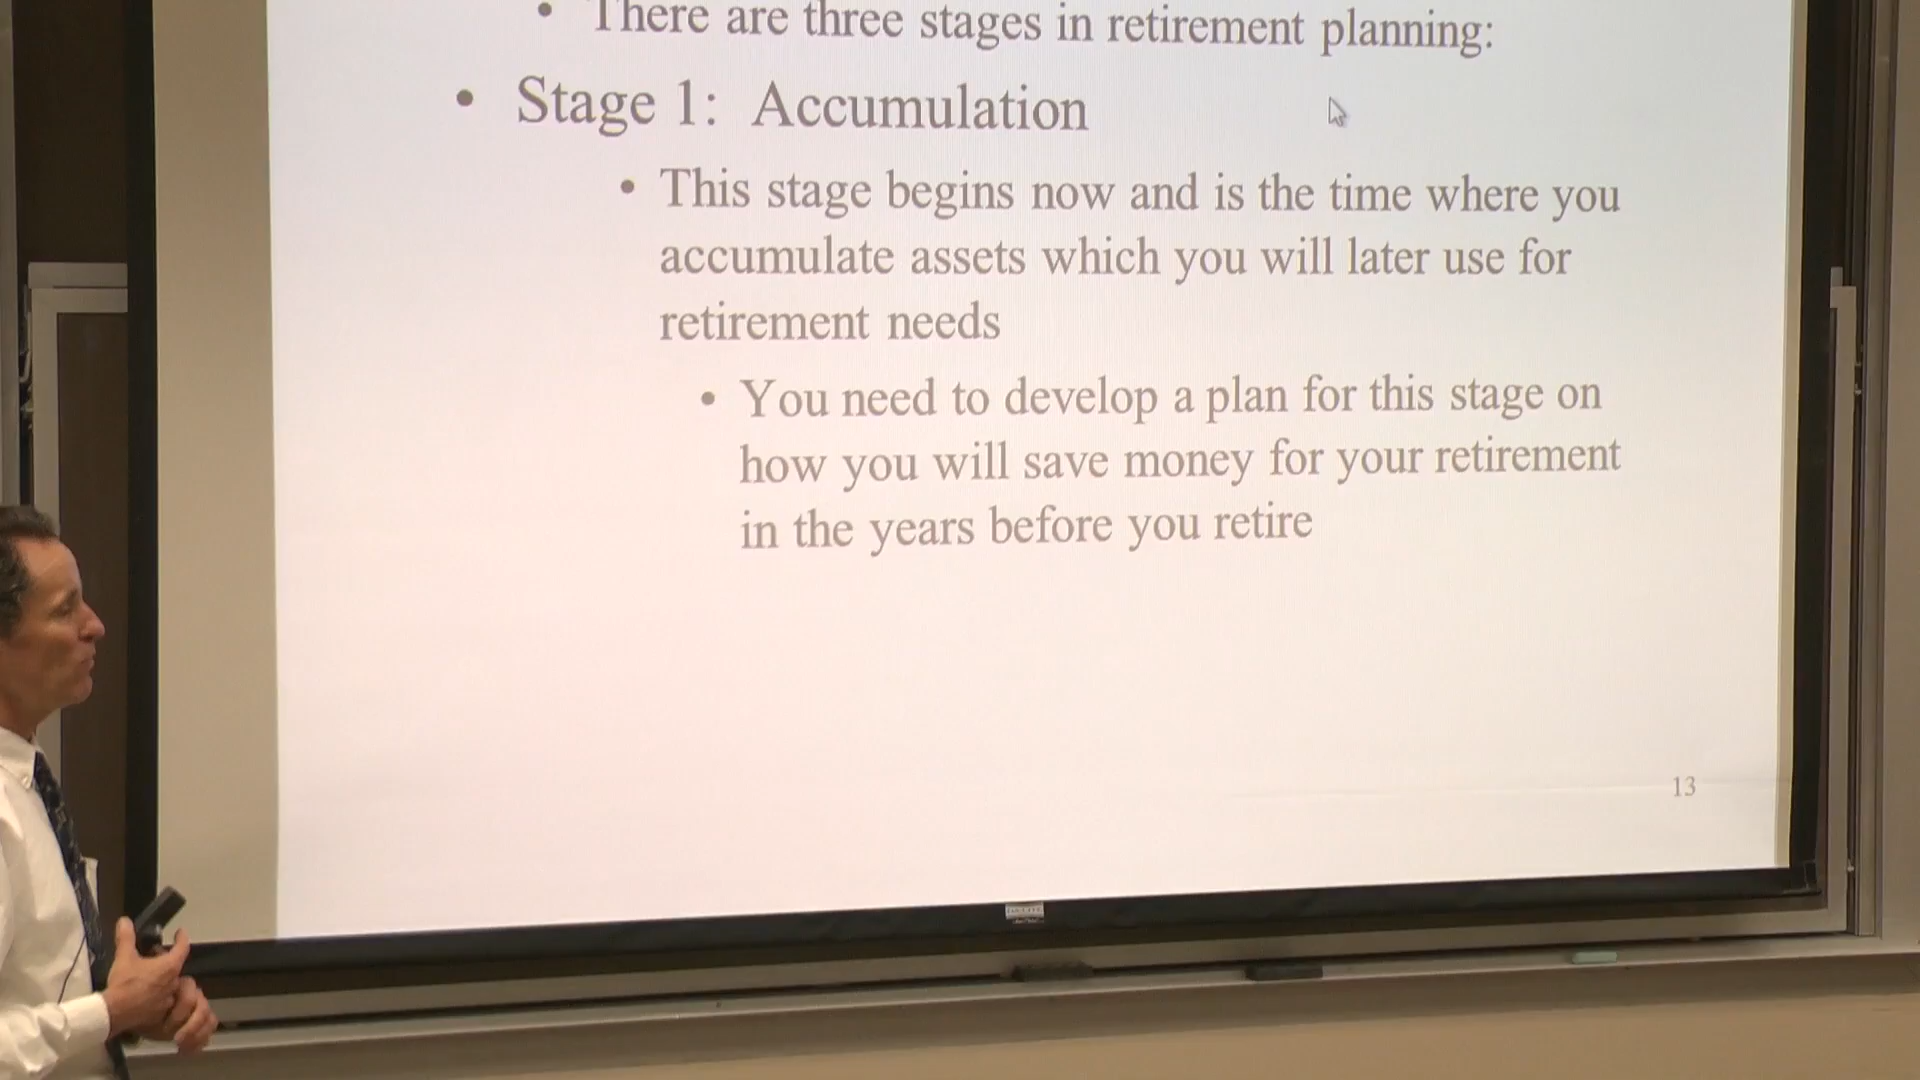 • There are three stages in retirement planning:
• Stage 1: Accumulation
• This stage begins now and is the time where you
accumulate assets which you will later use for
retirement needs
• You need to develop a plan for this stage on
how you will save money for your retirement
in the years before you retire
13